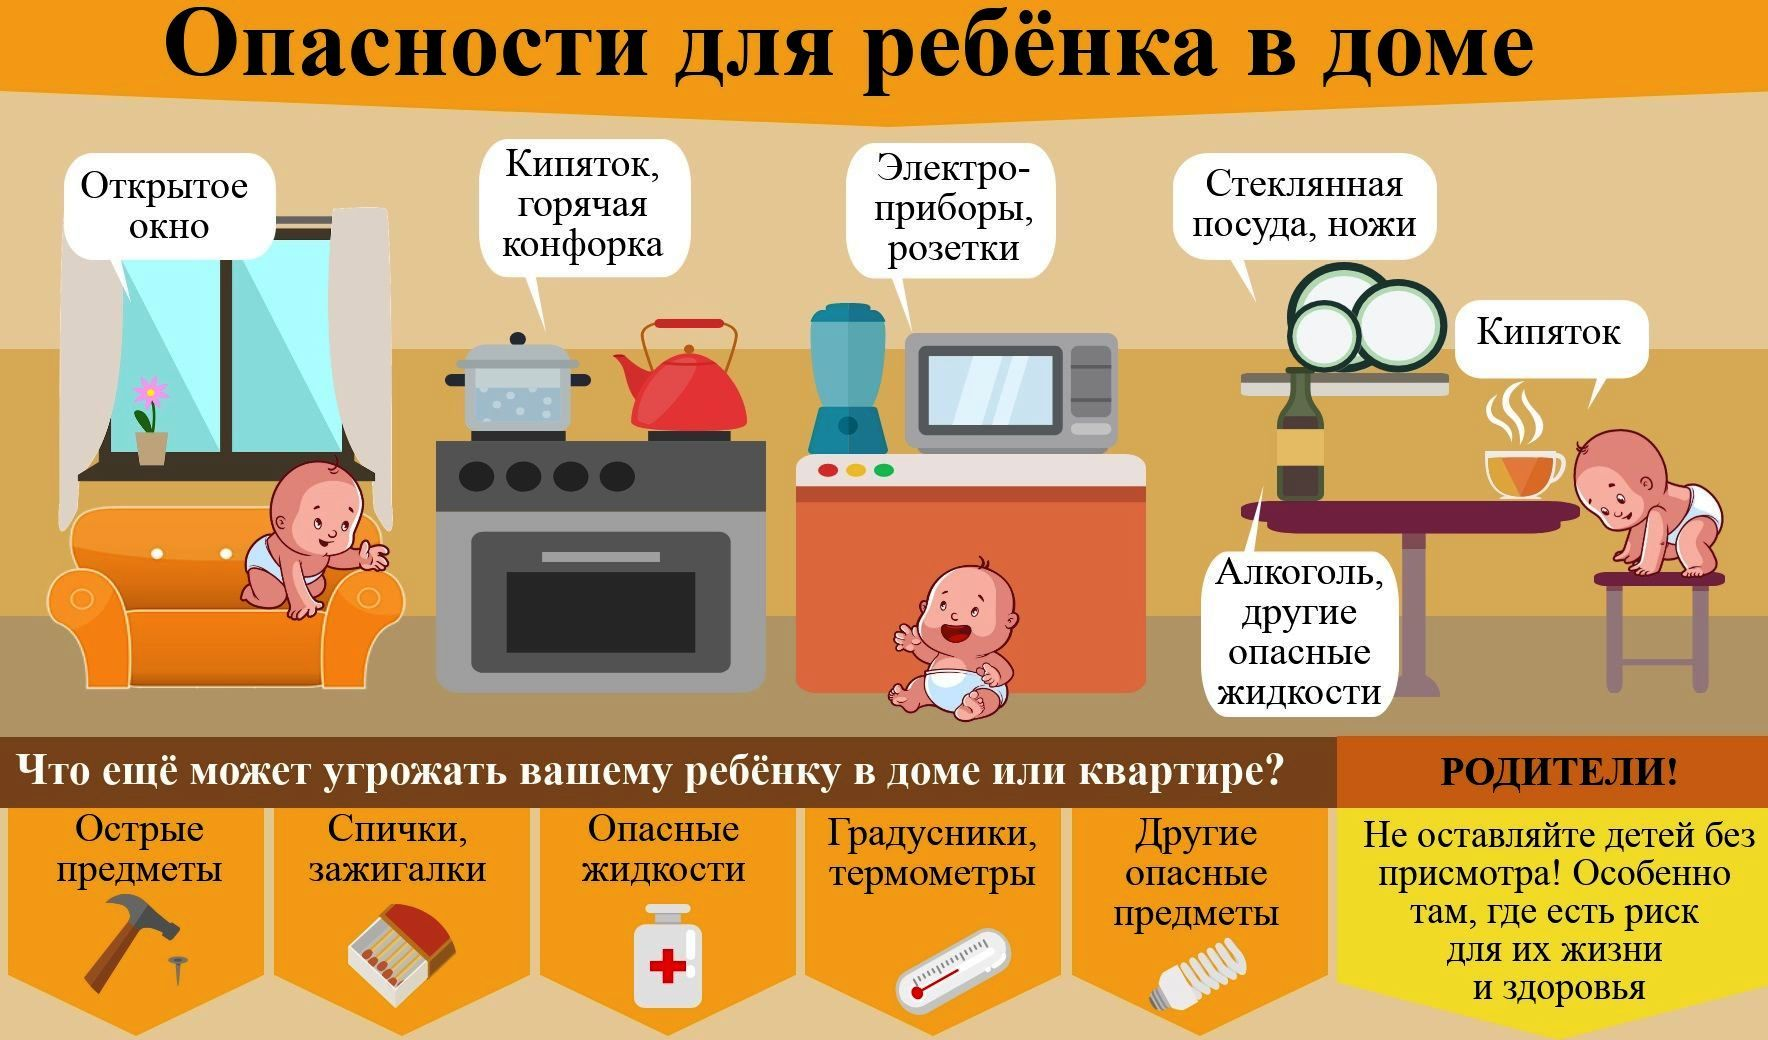 Опасности для ребёнка в доме
Открытое
окно
Кипяток,
горячая
конфорка
Электро-
приборы,
розетки
Стеклянная
посуда, ножи
Кипяток
Алкоголь,
другие
опасные
жидкости
Что ещё может угрожать вашему ребёнку в доме или квартире?
Острые
предметы
Спички,
зажигалки
Опасные
жидкости
Градусники,
термометры
Другие
опасные
предметы
РОДИТЕЛИ!
Не оставляйте детей без
присмотра! Особенно
там, где есть риск
для их жизни
и здоровья